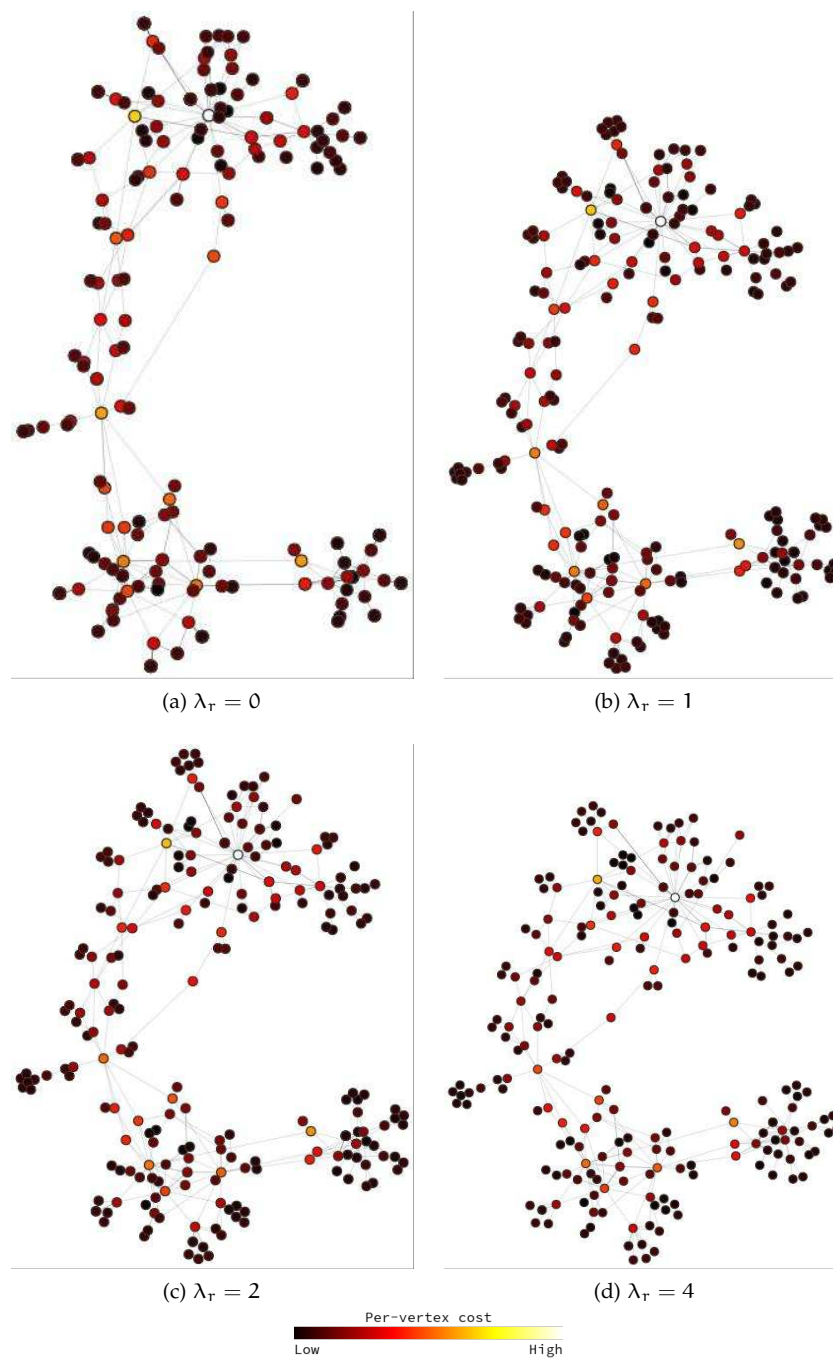 (a) λr = 0
(b) λr = 1
(c) λr = 2
(d) λr = 4
Per-vertex cost
Low High